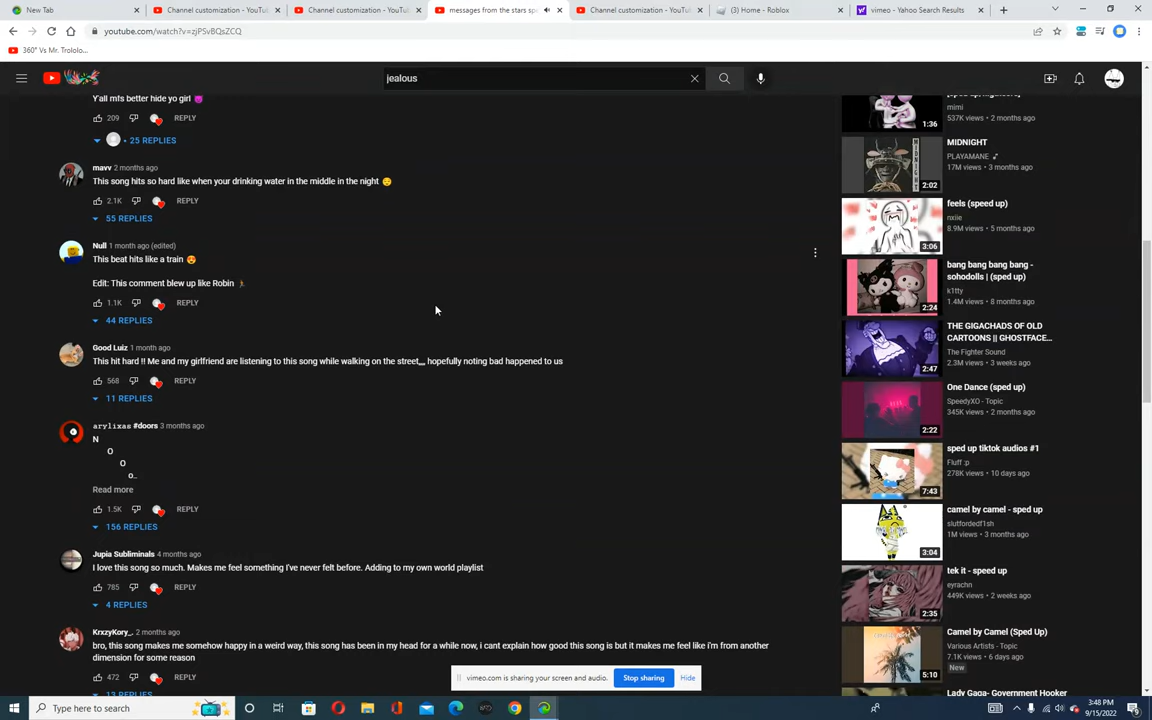 New Tab
Channel customization - YouTu
Channel customization - YouTu
messages from the stars sp
Channel customization - YouTu
(3) Home - Roblox
vimeo - Yahoo Search Results
youtube.com/watch?v=zjPSvBQsZCQ
360° Vs Mr. Trololo...
jealous
Y'all mfs better hide yo girl 😈
209
REPLY
25 REPLIES
mavv 2 months ago
This song hits so hard like when your drinking water in the middle in the night 😌
2.1K
REPLY
55 REPLIES
Null 1 month ago (edited)
This beat hits like a train 😍
Edit: This comment blew up like Robin 🏃
1.1K
REPLY
44 REPLIES
Good Luiz 1 month ago
This hit hard !! Me and my girlfriend are listening to this song while walking on the street,,,, hopefully noting bad happened to us
568
REPLY
11 REPLIES
arylixas #doors 3 months ago
N
O
O
o..
Read more
1.5K
REPLY
156 REPLIES
Jupia Subliminals 4 months ago
I love this song so much. Makes me feel something I've never felt before. Adding to my own world playlist
785
REPLY
4 REPLIES
KrxzyKory_. 2 months ago
bro, this song makes me somehow happy in a weird way, this song has been in my head for a while now, i cant explain how good this song is but it makes me feel like i'm from another
dimension for some reason
472
REPLY
13 REPLIES
mimi
537K views • 2 months ago
1:36
MIDNIGHT
PLAYAMANE
17M views • 3 months ago
2:02
feels (speed up)
nxiie
8.9M views • 5 months ago
3:06
bang bang bang bang -
sohodolls | (sped up)
k1tty
1.4M views • 8 months ago
2:24
THE GIGACHADS OF OLD
CARTOONS || GHOSTFACE...
The Fighter Sound
2.3M views • 3 weeks ago
2:47
One Dance (sped up)
SpeedyXO - Topic
345K views • 2 months ago
2:22
sped up tiktok audios #1
Fluff :p
278K views • 10 days ago
7:43
camel by camel - sped up
slutfordedf1sh
1M views • 3 months ago
3:04
tek it - speed up
eyrachn
449K views • 2 weeks ago
2:35
Camel by Camel (Sped Up)
Various Artists - Topic
7.1K views • 6 days ago
New
5:10
Lady Gaga- Government Hooker
vimeo.com is sharing your screen and audio.
Stop sharing
Hide
Type here to search
3:48 PM
9/15/2022